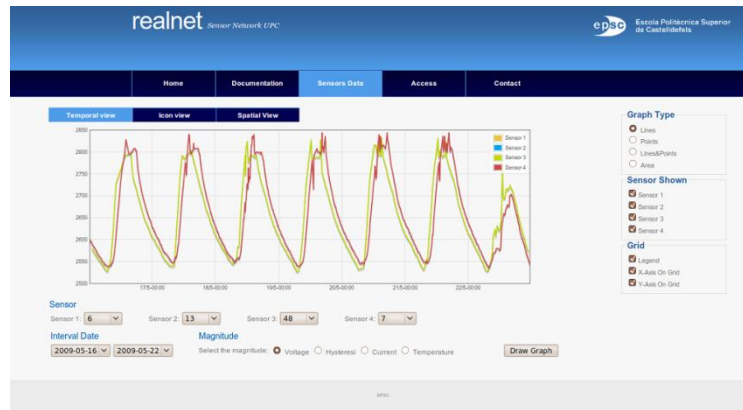 realnet Sensor Network UPC
epsc Escola Politècnica Superior
de Castelldefels
Home Documentation Sensors Data Access Contact
Temporal view Icon view Spatial View
2850
2800
2750
2700
2650
2600
2550
2500
17/5-00:00 18/5-00:00 19/5-00:00 20/5-00:00 21/5-00:00 22/5-00:00
Sensor 1
Sensor 2
Sensor 3
Sensor 4
Graph Type
Lines
Points
Lines&Points
Area
Sensor Shown
Sensor 1
Sensor 2
Sensor 3
Sensor 4
Grid
Legend
X-Axis On Grid
Y-Axis On Grid
Sensor
Sensor 1: 6 Sensor 2: 13 Sensor 3: 48 Sensor 4: 7
Interval Date Magnitude
2009-05-16 2009-05-22 Select the magnitude: Voltage Hysteresi Current Temperature Draw Graph
epsc